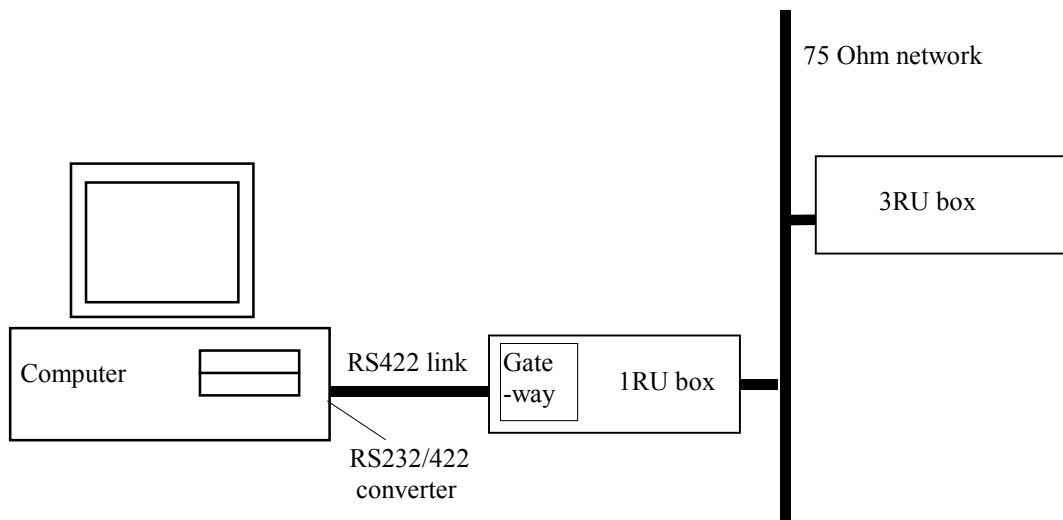 75 Ohm network
3RU box
Computer
RS422 link
Gate
-way
1RU box
RS232/422
converter